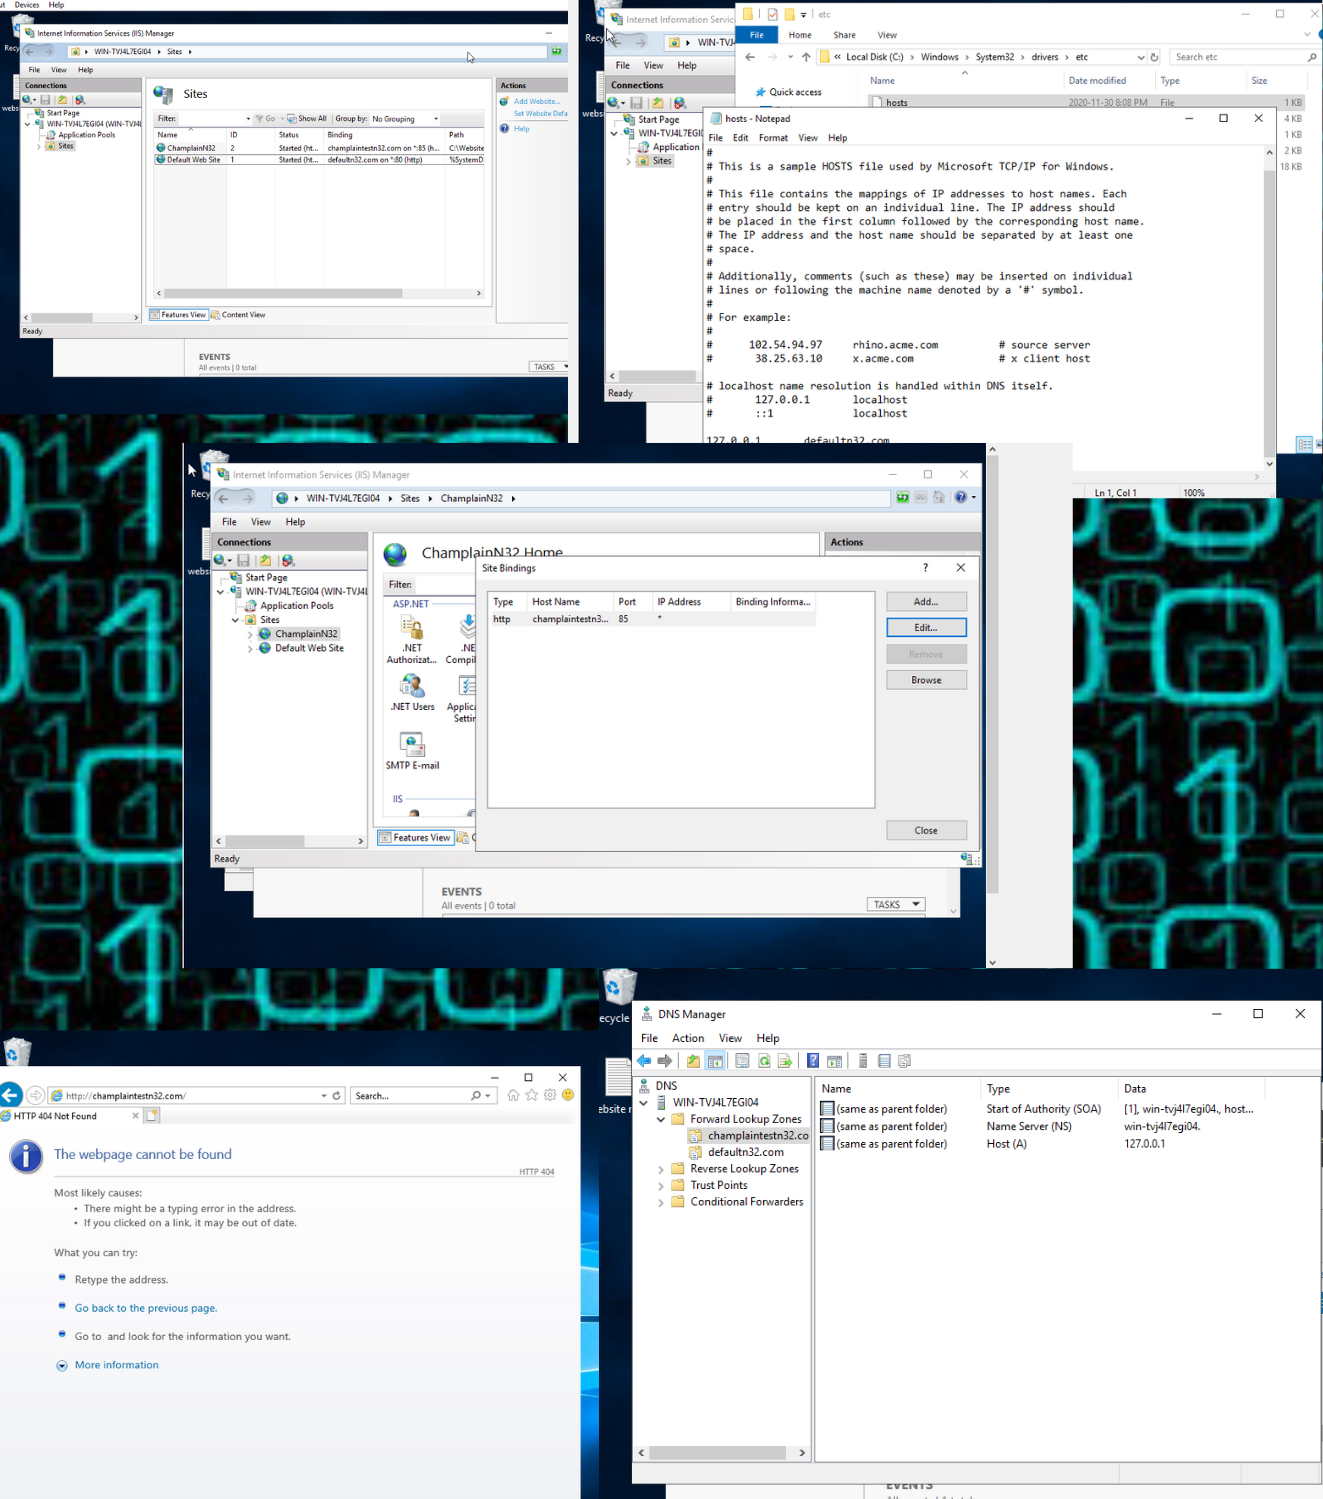 Devices Help
Internet Information Services (IIS) Manager
WIN-TVJ4L7EGI04 Sites
File View Help
Connections
Start Page
WIN-TVJ4L7EGI04 (WIN-TVJ4L
Application Pools
Sites
Sites
Filter: Go Show All Group by: No Grouping
Name ID Status Binding Path
ChamplainN32 2 Started (ht... champlaintestn32.com on *:85 (h... C:\Website
Default Web Site 1 Started (ht... defaultn32.com on *:80 (http) %SystemD
Features View Content View
Actions
Add Website...
Set Website Defa
Help
Ready
EVENTS
All events | 0 total
TASKS
Recy
webs
Internet Information Servic
WIN-TVJ4
File View Help
Connections
Start Page
WIN-TVJ4L7EGI
Application
Sites
Ready
etc
File Home Share View
« Local Disk (C:) Windows System32 drivers etc
Search etc
Quick access
Name Date modified Type Size
hosts 2020-11-30 8:08 PM File 1 KB
4 KB
1 KB
2 KB
18 KB
hosts - Notepad
File Edit Format View Help
#
# This is a sample HOSTS file used by Microsoft TCP/IP for Windows.
#
# This file contains the mappings of IP addresses to host names. Each
# entry should be kept on an individual line. The IP address should
# be placed in the first column followed by the corresponding host name.
# The IP address and the host name should be separated by at least one
# space.
#
# Additionally, comments (such as these) may be inserted on individual
# lines or following the machine name denoted by a '#' symbol.
#
# For example:
#
# 102.54.94.97 rhino.acme.com # source server
# 38.25.63.10 x.acme.com # x client host
# localhost name resolution is handled within DNS itself.
# 127.0.0.1 localhost
# ::1 localhost
127.0.0.1 defaultn32.com
Ln 1, Col 1 100%
Recy
webs
Internet Information Services (IIS) Manager
WIN-TVJ4L7EGI04 Sites ChamplainN32
File View Help
Connections
Start Page
WIN-TVJ4L7EGI04 (WIN-TVJ4L
Application Pools
Sites
ChamplainN32
Default Web Site
ChamplainN32 Home
Filter:
ASP.NET
.NET Authorizat...
.NE Compil
.NET Users
Applica Settin
SMTP E-mail
IIS
Features View
Actions
Site Bindings
? 
Type Host Name Port IP Address Binding Informa...
http champlaintestn3... 85 *
Add...
Edit...
Remove
Browse
Close
Ready
EVENTS
All events | 0 total
TASKS
http://champlaintestn32.com/
Search...
HTTP 404 Not Found
The webpage cannot be found
HTTP 404
Most likely causes:
• There might be a typing error in the address.
• If you clicked on a link, it may be out of date.
What you can try:
Retype the address.
Go back to the previous page.
Go to and look for the information you want.
More information
ecycle
ebsite r
DNS Manager
File Action View Help
DNS
WIN-TVJ4L7EGI04
Forward Lookup Zones
champlaintestn32.co
defaultn32.com
Reverse Lookup Zones
Trust Points
Conditional Forwarders
Name Type Data
(same as parent folder) Start of Authority (SOA) [1], win-tvj4l7egi04., host...
(same as parent folder) Name Server (NS) win-tvj4l7egi04.
(same as parent folder) Host (A) 127.0.0.1
EVENTS